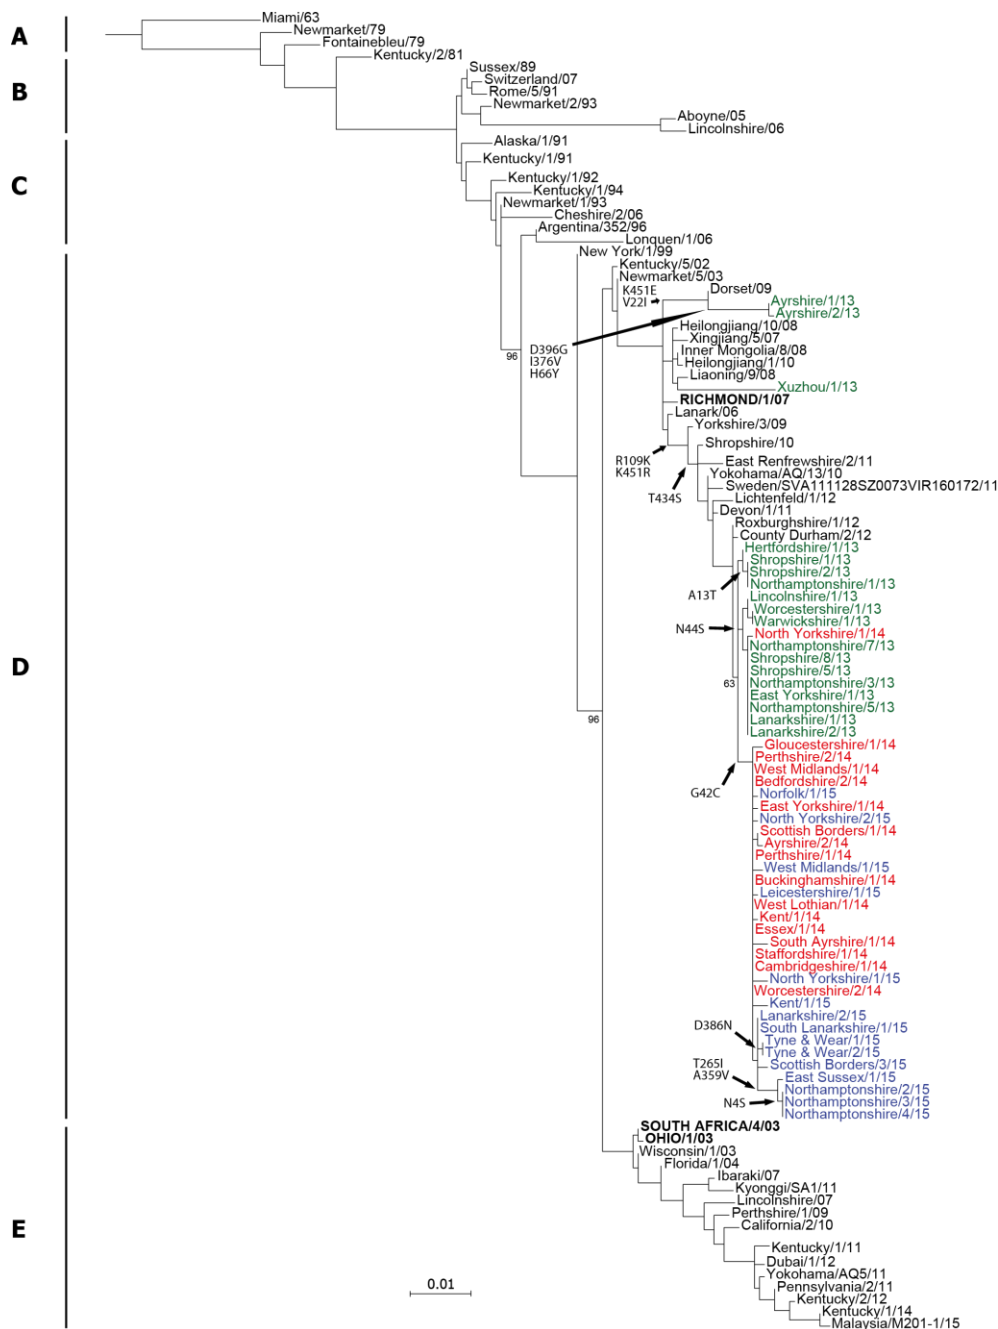 A
B
C
D
E
Miami/63
Newmarket/79
Fontainebleu/79
Kentucky/2/81
Sussex/89
Switzerland/07
Rome/5/91
Newmarket/2/93
Aboyne/05
Lincolnshire/06
Alaska/1/91
Kentucky/1/91
Kentucky/1/92
Kentucky/1/94
Newmarket/1/93
Cheshire/2/06
Argentina/352/96
Lonquen/1/06
New York/1/99
Kentucky/5/02
Newmarket/5/03
K451E
V22I
Dorset/09
Ayrshire/1/13
Ayrshire/2/13
D396G
I376V
H66Y
96
Heilongjiang/10/08
Xingjiang/5/07
Inner Mongolia/8/08
Heilongjiang/1/10
Liaoning/9/08
Xuzhou/1/13
RICHMOND/1/07
Lanark/06
Yorkshire/3/09
Shropshire/10
R109K
K451R
East Renfrewshire/2/11
T434S
Yokohama/AQ/13/10
Sweden/SVA111128SZ0073VIR160172/11
Lichtenfeld/1/12
Devon/1/11
Roxburghshire/1/12
County Durham/2/12
Hertfordshire/1/13
Shropshire/1/13
Shropshire/2/13
Northamptonshire/1/13
A13T
Lincolnshire/1/13
Worcestershire/1/13
Warwickshire/1/13
N44S
North Yorkshire/1/14
Northamptonshire/7/13
Shropshire/8/13
Shropshire/5/13
Northamptonshire/3/13
63
East Yorkshire/1/13
Northamptonshire/5/13
Lanarkshire/1/13
96
Lanarkshire/2/13
Gloucestershire/1/14
Perthshire/2/14
West Midlands/1/14
Bedfordshire/2/14
G42C
Norfolk/1/15
East Yorkshire/1/14
North Yorkshire/2/15
Scottish Borders/1/14
Ayrshire/2/14
Perthshire/1/14
West Midlands/1/15
Buckinghamshire/1/14
Leicestershire/1/15
West Lothian/1/14
Kent/1/14
Essex/1/14
South Ayrshire/1/14
Staffordshire/1/14
Cambridgeshire/1/14
North Yorkshire/1/15
Worcestershire/2/14
Kent/1/15
Lanarkshire/2/15
D386N
South Lanarkshire/1/15
Tyne & Wear/1/15
Tyne & Wear/2/15
T265I
A359V
Scottish Borders/3/15
East Sussex/1/15
Northamptonshire/2/15
N4S
Northamptonshire/3/15
Northamptonshire/4/15
SOUTH AFRICA/4/03
OHIO/1/03
Wisconsin/1/03
Florida/1/04
Ibaraki/07
Kyonggi/SA1/11
Lincolnshire/07
Perthshire/1/09
California/2/10
Kentucky/1/11
Dubai/1/12
Yokohama/AQ5/11
Pennsylvania/2/11
Kentucky/2/12
Kentucky/1/14
Malaysia/M201-1/15
0.01